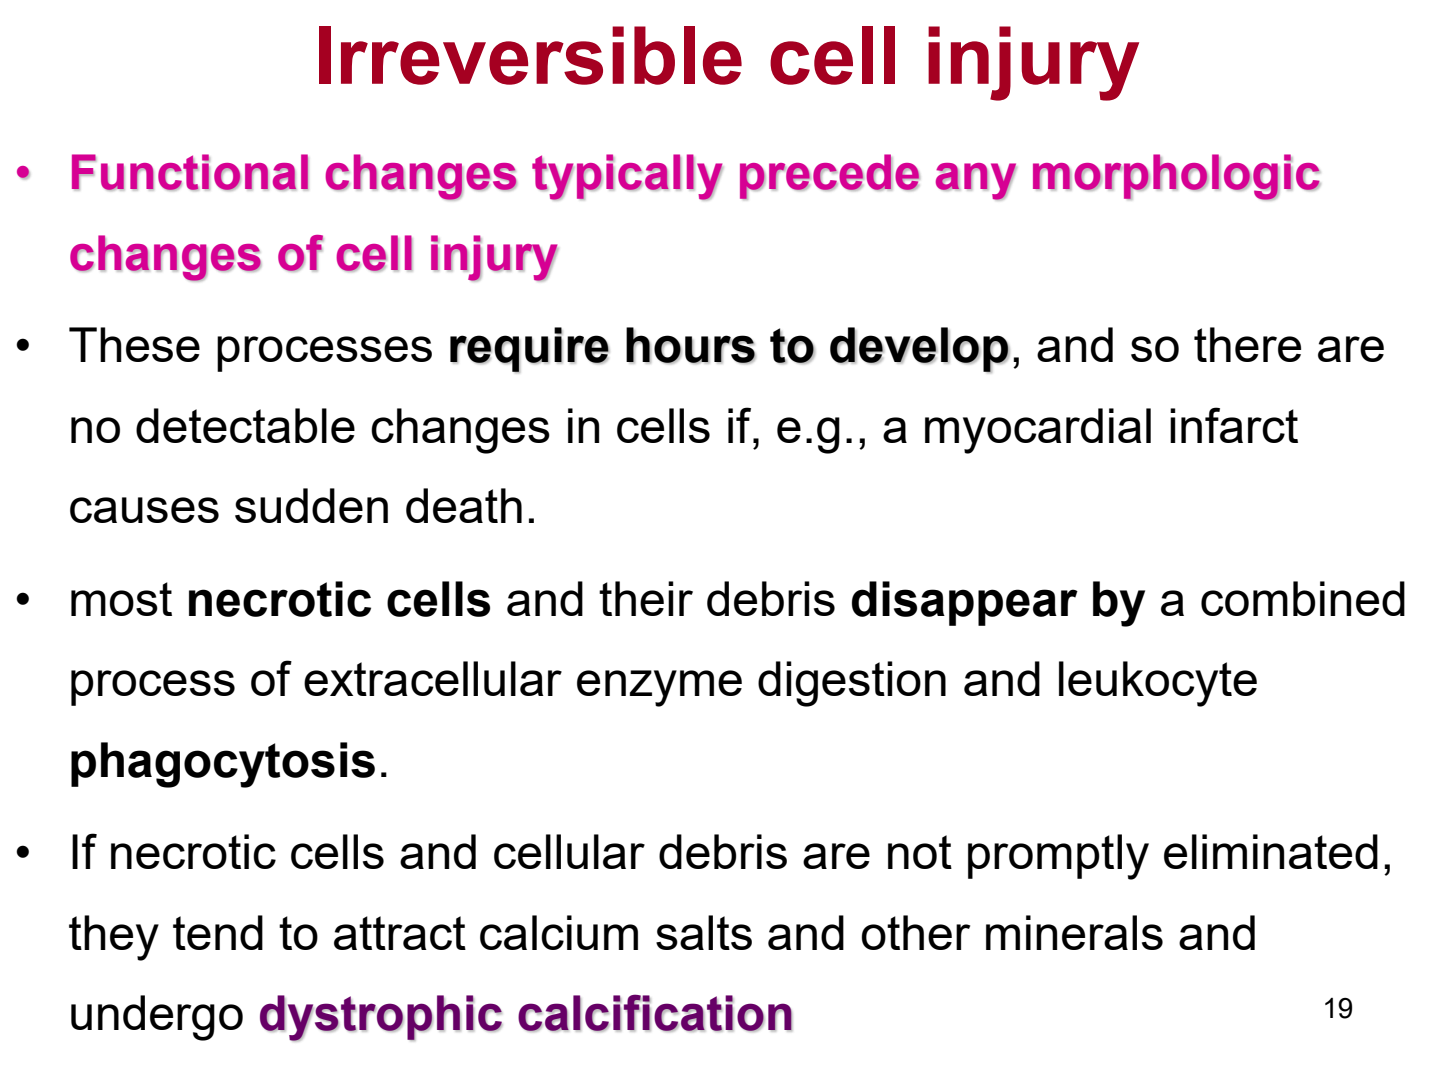 Irreversible cell injury
• Functional changes typically precede any morphologic
changes of cell injury
• These processes require hours to develop, and so there are
no detectable changes in cells if, e.g., a myocardial infarct
causes sudden death.
• most necrotic cells and their debris disappear by a combined
process of extracellular enzyme digestion and leukocyte
phagocytosis.
• If necrotic cells and cellular debris are not promptly eliminated,
they tend to attract calcium salts and other minerals and
undergo dystrophic calcification
19